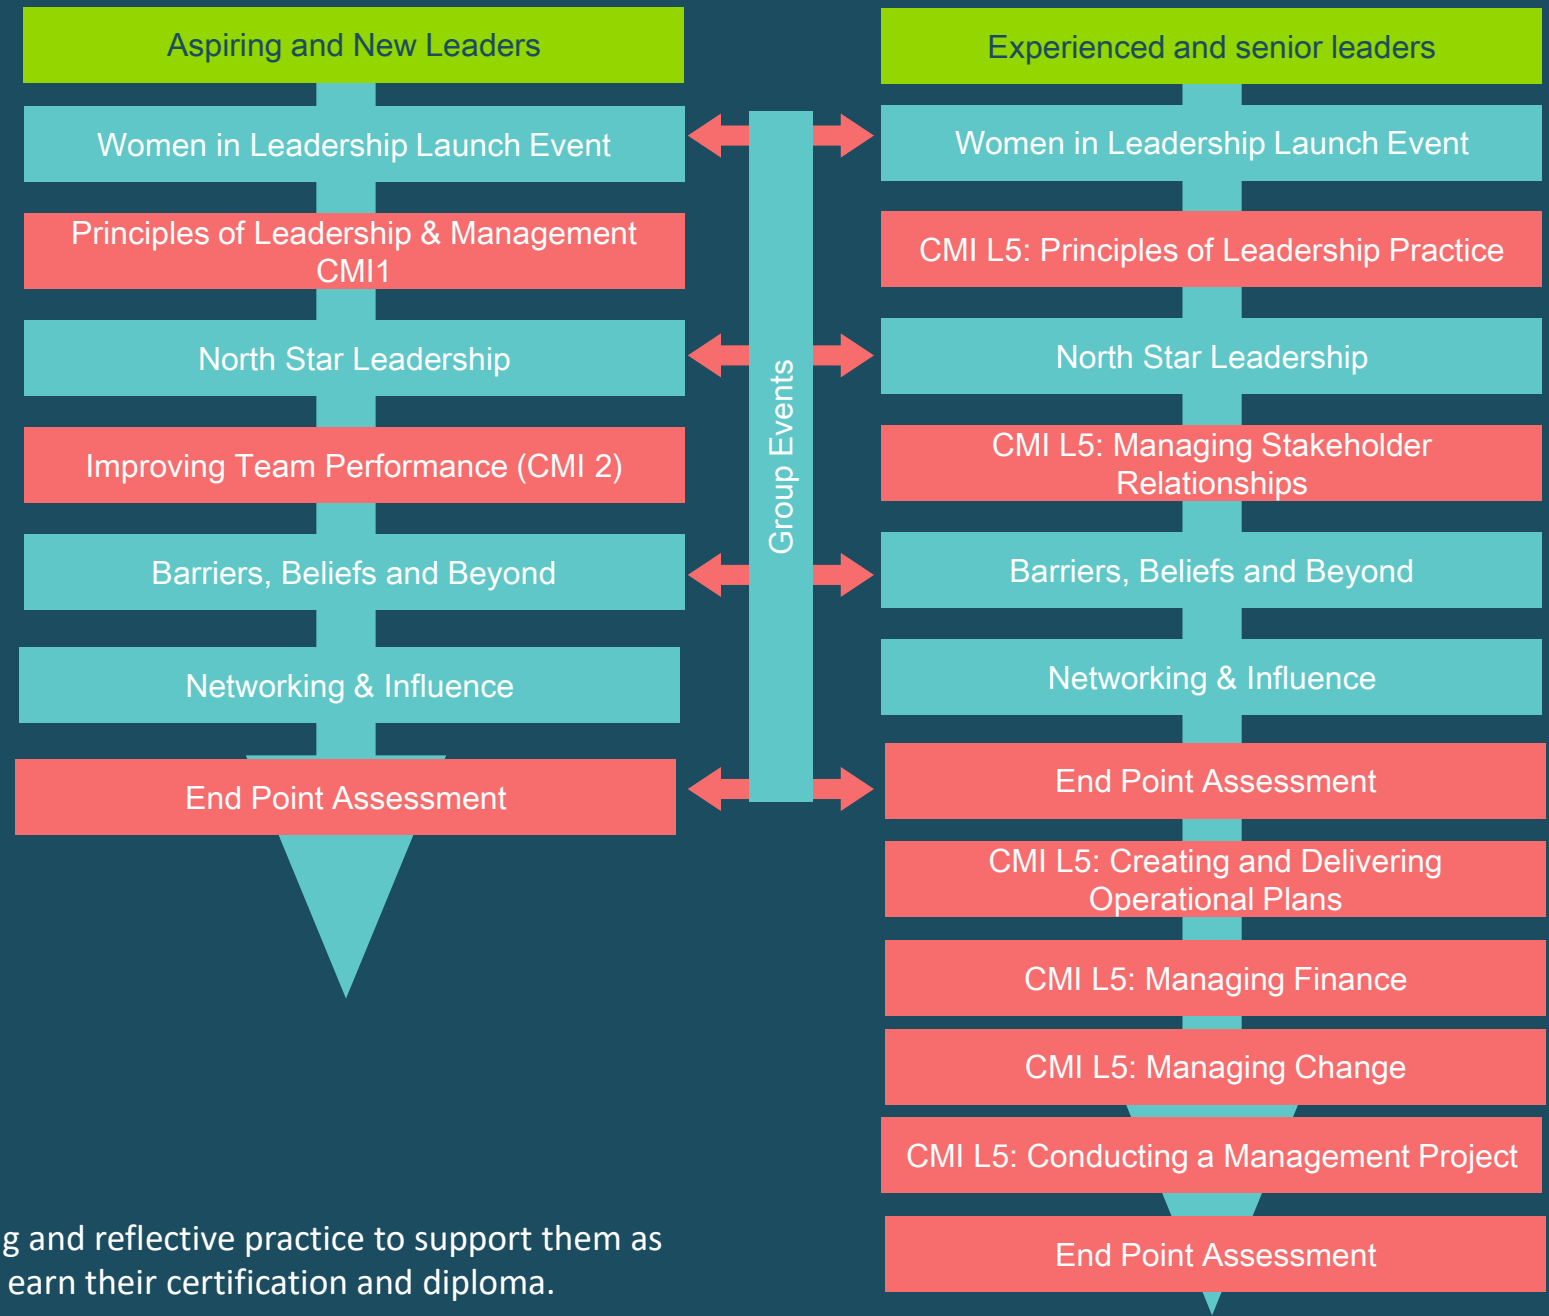 Aspiring and New Leaders
Women in Leadership Launch Event
Principles of Leadership & Management
CMI1
North Star Leadership
Improving Team Performance (CMI 2)
Barriers, Beliefs and Beyond
Networking & Influence
End Point Assessment
Group Events
Experienced and senior leaders
Women in Leadership Launch Event
CMI L5: Principles of Leadership Practice
North Star Leadership
CMI L5: Managing Stakeholder
Relationships
Barriers, Beliefs and Beyond
Networking & Influence
End Point Assessment
CMI L5: Creating and Delivering
Operational Plans
CMI L5: Managing Finance
CMI L5: Managing Change
CMI L5: Conducting a Management Project
End Point Assessment
g and reflective practice to support them as
earn their certification and diploma.